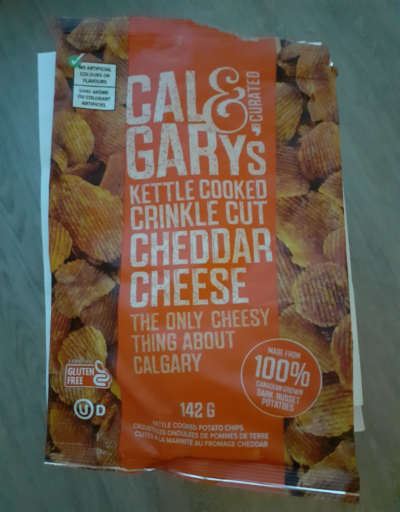 NO ARTIFICIAL
COLOURS OR
FLAVOURS
SANS ARÔME
OU COLORANT
ARTIFICIEL
CAL&
GARYS
CURATED
KETTLE COOKED
CRINKLE CUT
CHEDDAR
CHEESE
THE ONLY CHEESY
THING ABOUT
CALGARY
MADE FROM
100%
CANADIAN GROWN
DARK RUSSET
POTATOES
GLUTEN
FREE
U D
142 G
KETTLE COOKED POTATO CHIPS
CROUSTILLES ONDULÉES DE POMMES DE TERRE
CUITES À LA MARMITE AU FROMAGE CHEDDAR